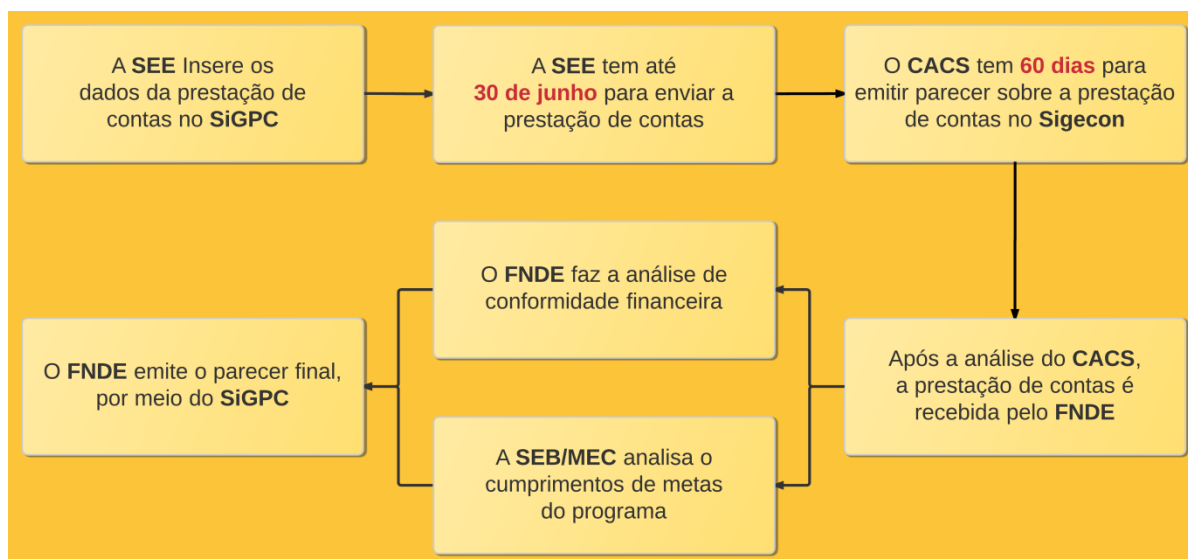 A SEE Insere os
dados da prestação de
contas no SiGPC
A SEE tem até
30 de junho para enviar a
prestação de contas
O CACS tem 60 dias para
emitir parecer sobre a prestação
de contas no Sigecon
Após a análise do CACS,
a prestação de contas é
recebida pelo FNDE
O FNDE faz a análise de
conformidade financeira
A SEB/MEC analisa o
cumprimentos de metas
do programa
O FNDE emite o parecer final,
por meio do SiGPC